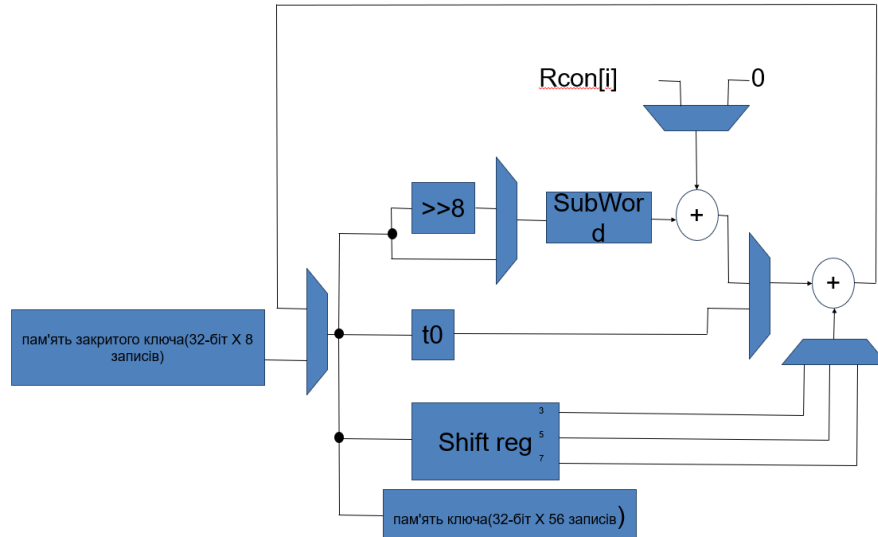 Rcon[i]
0
>>8
SubWor
d
+
+
пам'ять закритого ключа(32-біт X 8
записів)
t0
3
Shift reg
5
7
пам'ять ключа(32-біт X 56 записів)